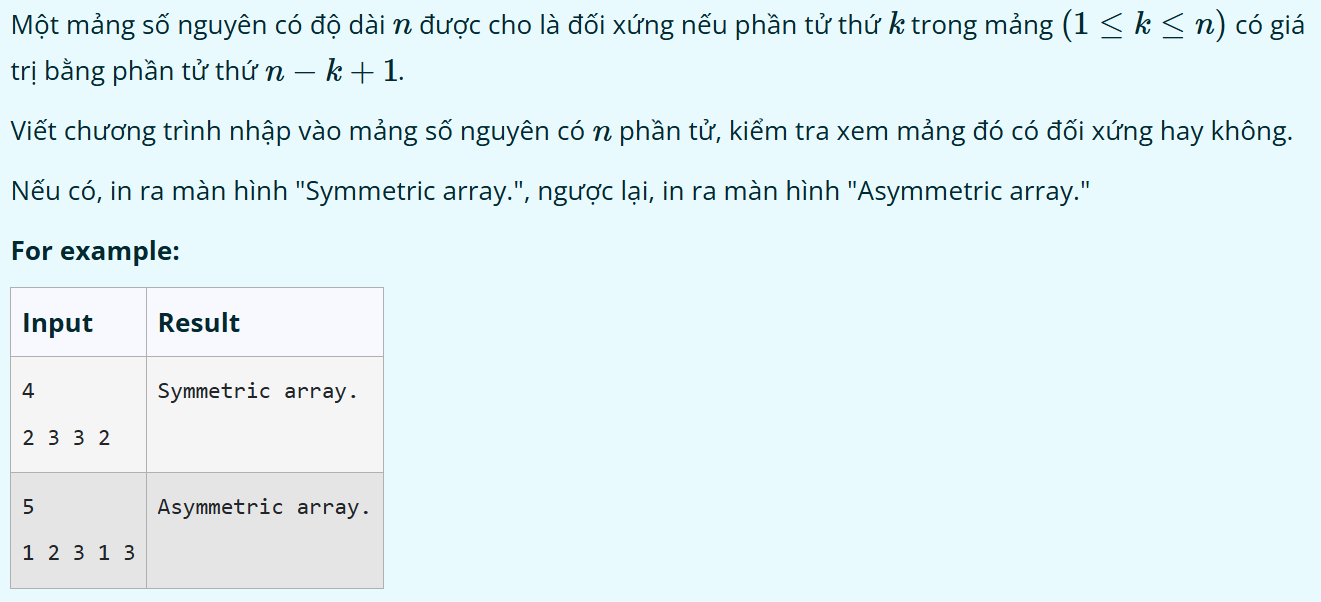 Một mảng số nguyên có độ dài n được cho là đối xứng nếu phần tử thứ k trong mảng (1 ≤ k ≤ n) có giá
trị bằng phần tử thứ n − k + 1.
Viết chương trình nhập vào mảng số nguyên có n phần tử, kiểm tra xem mảng đó có đối xứng hay không.
Nếu có, in ra màn hình "Symmetric array.", ngược lại, in ra màn hình "Asymmetric array."
For example:
Input Result
4 Symmetric array.
2 3 3 2
5 Asymmetric array.
1 2 3 1 3